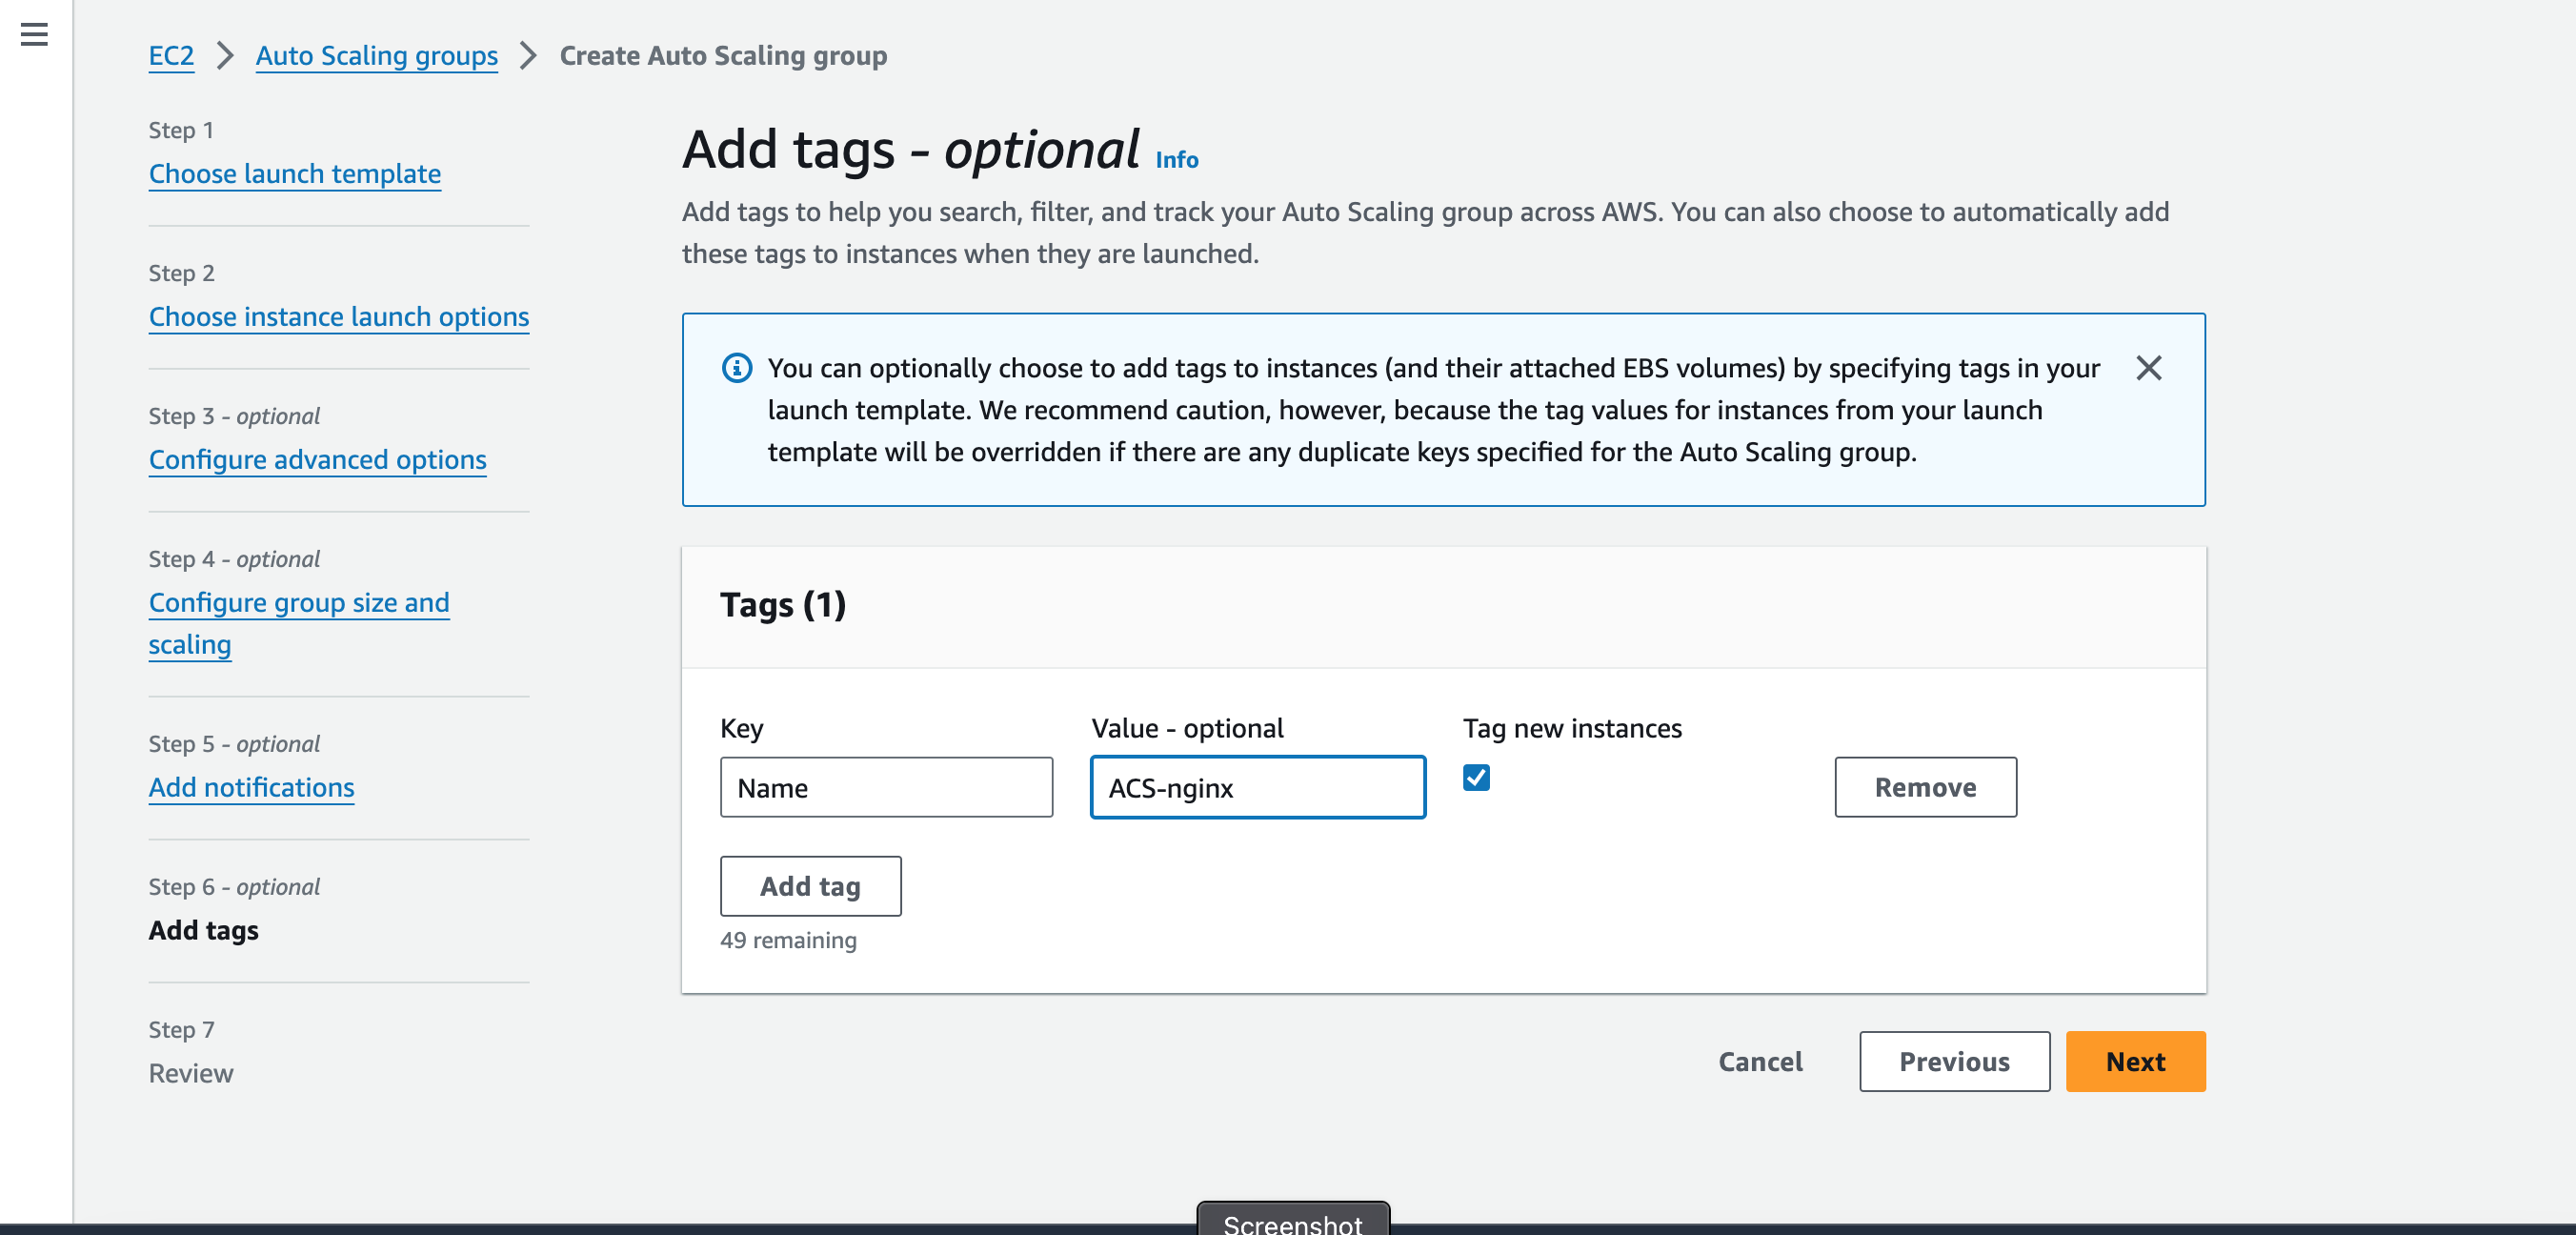 EC2 > Auto Scaling groups > Create Auto Scaling group
Step 1
Choose launch template
Step 2
Choose instance launch options
Step 3 - optional
Configure advanced options
Step 4 - optional
Configure group size and
scaling
Step 5 - optional
Add notifications
Step 6 - optional
Add tags
Step 7
Review
Add tags - optional Info
Add tags to help you search, filter, and track your Auto Scaling group across AWS. You can also choose to automatically add
these tags to instances when they are launched.
You can optionally choose to add tags to instances (and their attached EBS volumes) by specifying tags in your
launch template. We recommend caution, however, because the tag values for instances from your launch
template will be overridden if there are any duplicate keys specified for the Auto Scaling group.
Tags (1)
Key Value - optional Tag new instances
Name ACS-nginx Remove
Add tag
49 remaining
Cancel Previous Next
Screenshot